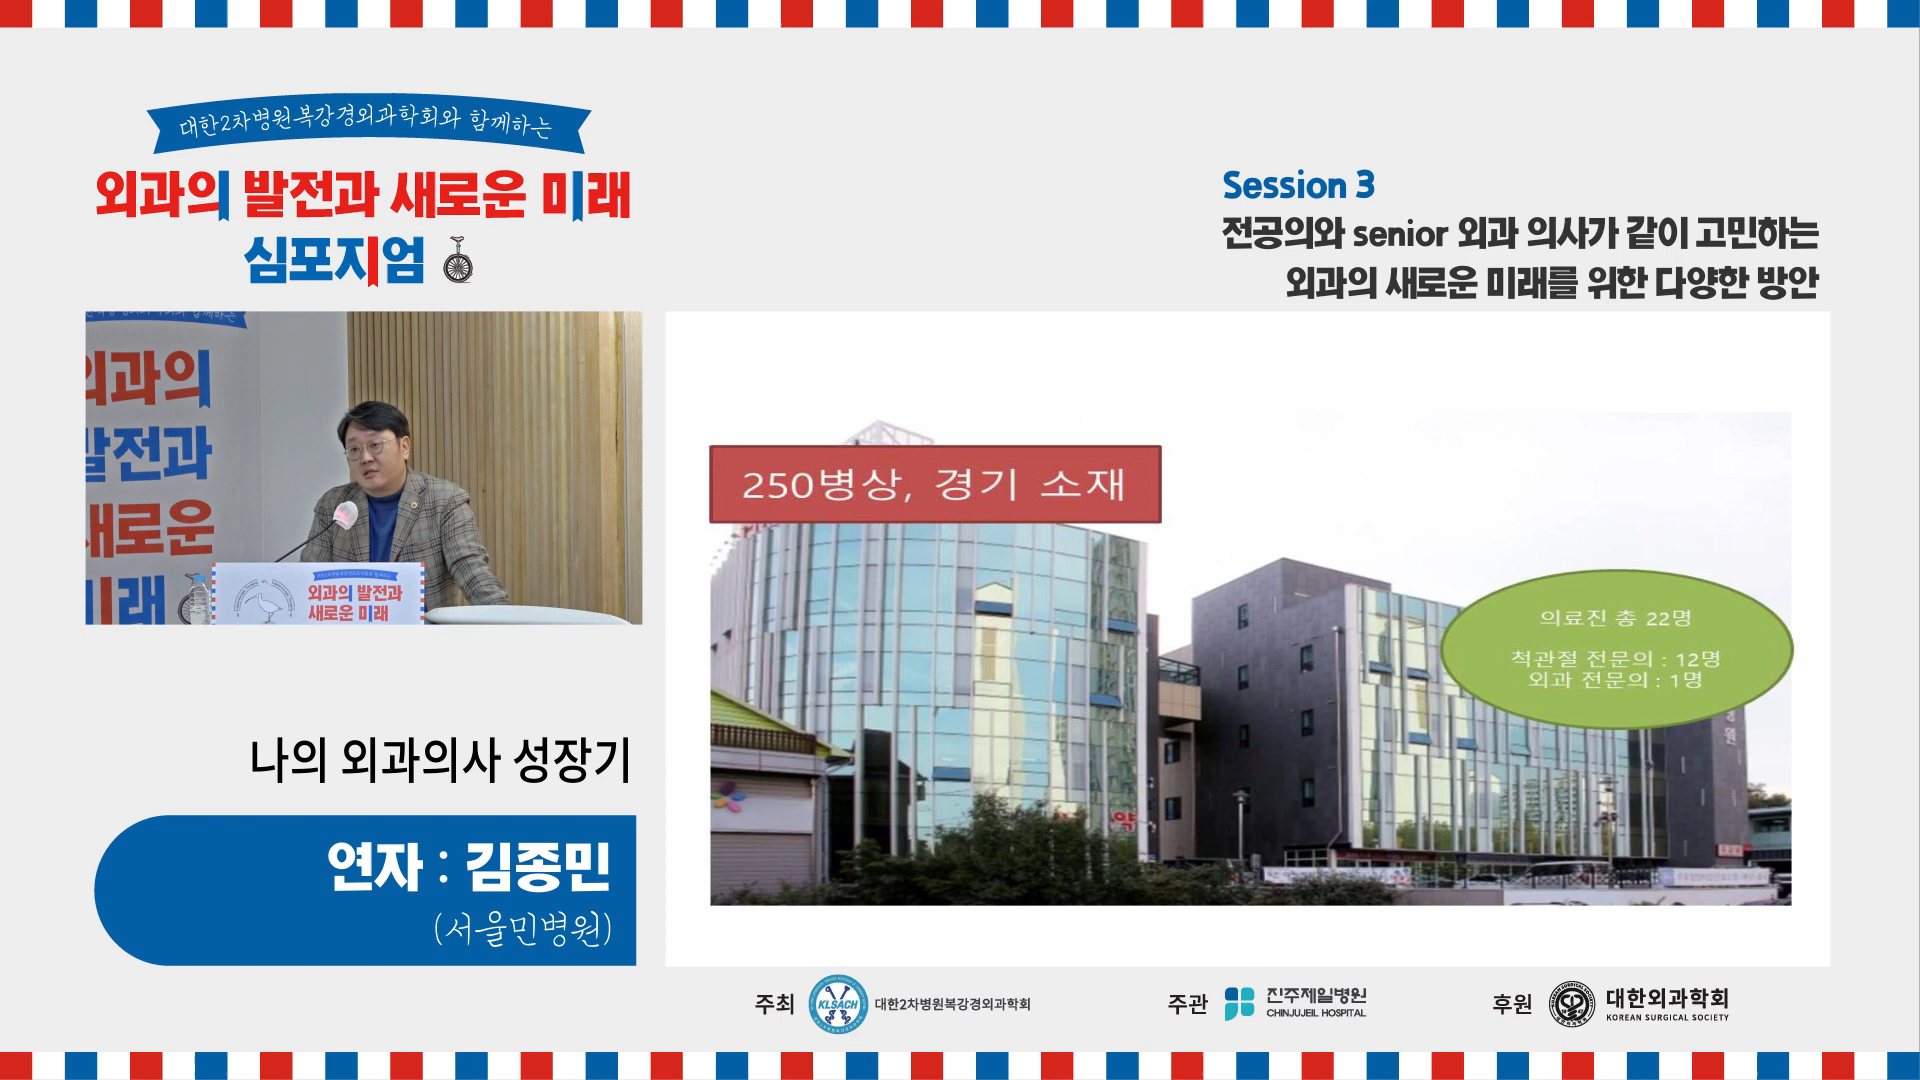 대한2차병원복강경외과학회와 함께하는
외과의 발전과 새로운 미래
심포지엄
Session 3
전공의와 senior 외과 의사가 같이 고민하는
외과의 새로운 미래를 위한 다양한 방안
외과의
발전과
새로운
미래
외과의 발전과
새로운 미래
250병상, 경기 소재
의료진 총 22명
척관절 전문의 : 12명
외과 전문의 : 1명
원
약
나의 외과의사 성장기
연자 : 김종민
(서울민병원)
주최
KLSACH
대한2차병원복강경외과학회
주관
진주제일병원
CHINJUJEIL HOSPITAL
후원
대한외과학회
KOREAN SURGICAL SOCIETY